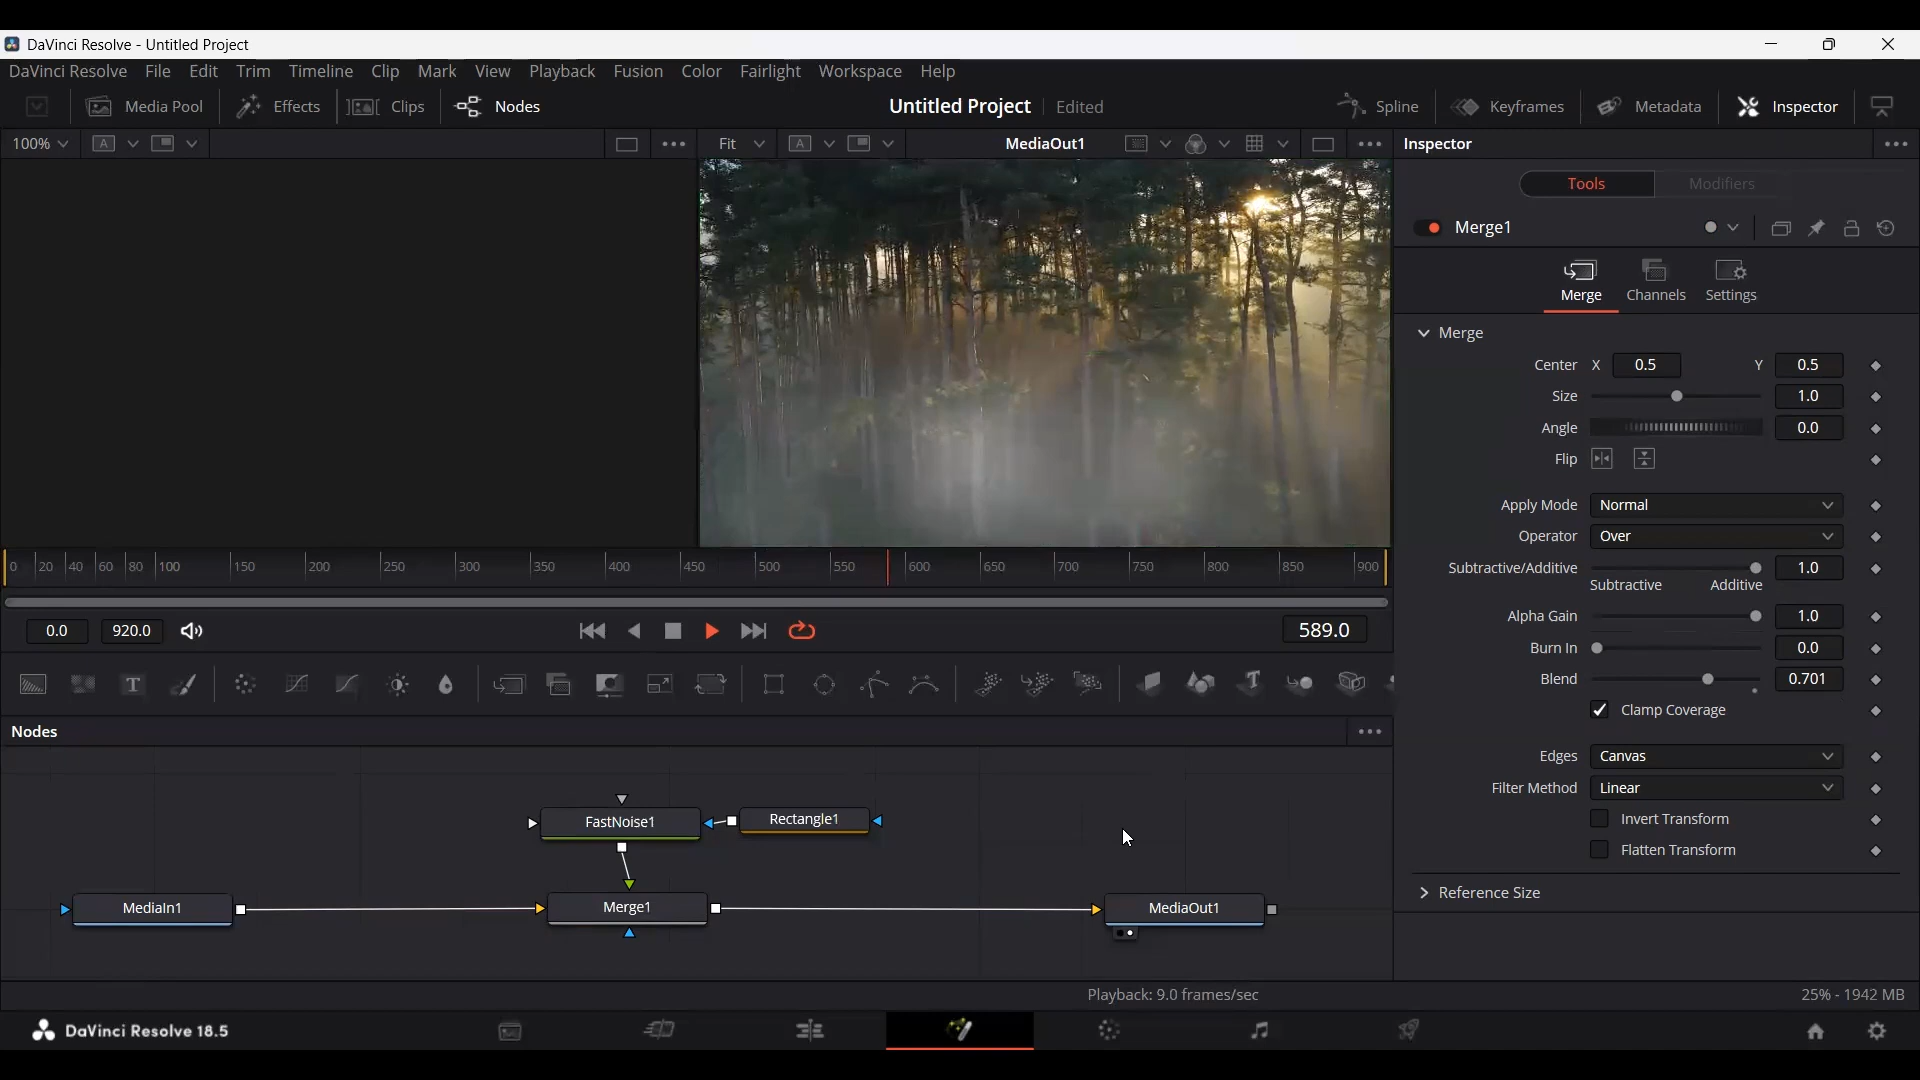 DaVinci Resolve - Untitled Project
DaVinci Resolve File Edit Trim Timeline Clip Mark View Playback Fusion Color Fairlight Workspace Help
Media Pool Effects Clips Nodes Untitled Project Edited Spline Keyframes Metadata Inspector
100% A Fit A MediaOut1 Inspector
Tools Modifiers
Merge1
Merge Channels Settings
Merge
Center X 0.5 Y 0.5
Size 1.0
Angle 0.0
Flip
Apply Mode Normal
Operator Over
Subtractive/Additive 1.0
Subtractive Additive
Alpha Gain 1.0
Burn In 0.0
Blend 0.701
Clamp Coverage
Edges Canvas
Filter Method Linear
Invert Transform
Flatten Transform
Reference Size
0 20 40 60 80 100 150 200 250 300 350 400 450 500 550 600 650 700 750 800 850 900
0.0 920.0 589.0
T T
Nodes
FastNoise1 Rectangle1
MediaIn1 Merge1 MediaOut1
Playback: 9.0 frames/sec 25% - 1942 MB
DaVinci Resolve 18.5